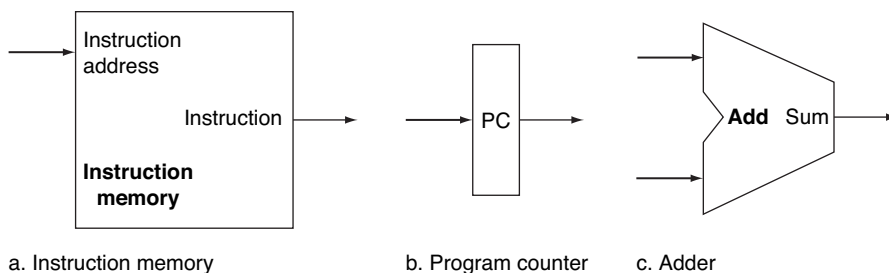 Instruction
address
Instruction
Instruction
memory
PC
Add Sum
a. Instruction memory
b. Program counter
c. Adder